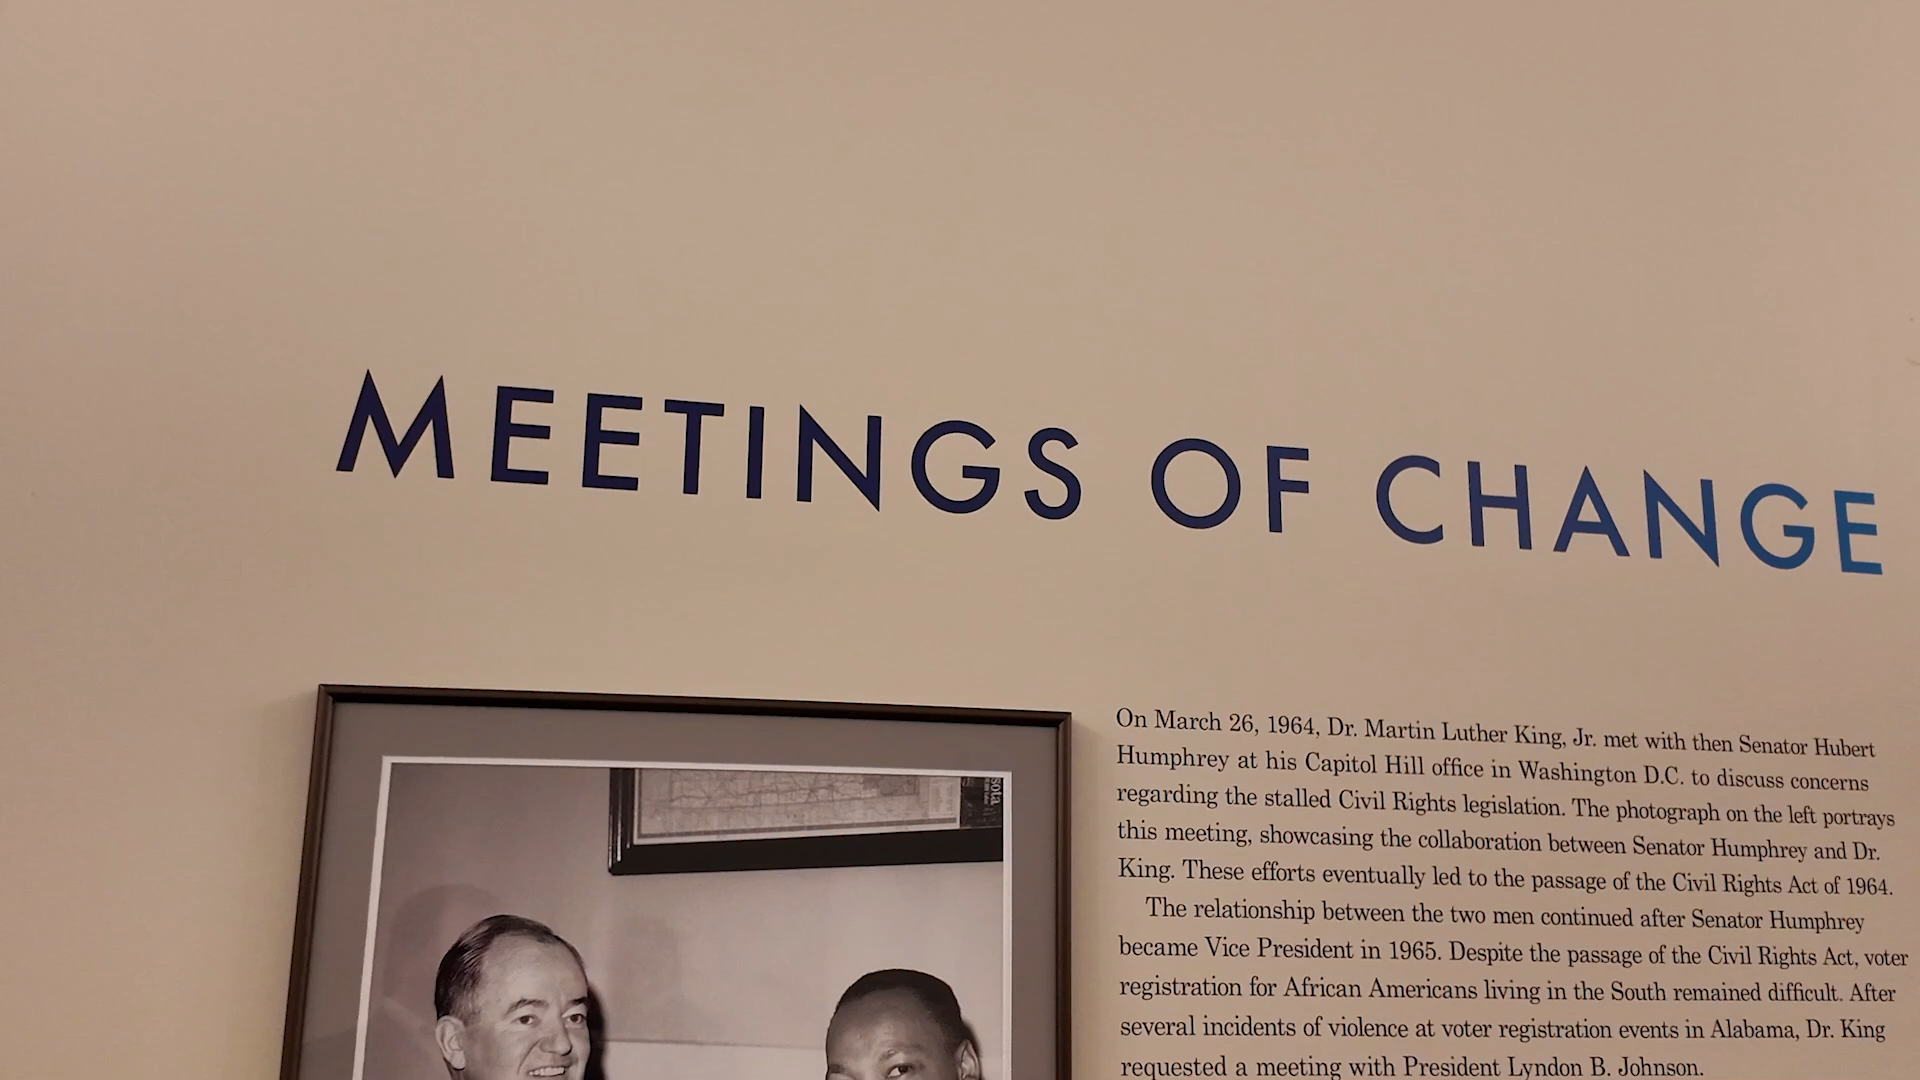 MEETINGS OF CHANGE
On March 26, 1964, Dr. Martin Luther King, Jr. met with then Senator Hubert
Humphrey at his Capitol Hill office in Washington D.C. to discuss concerns
regarding the stalled Civil Rights legislation. The photograph on the left portrays
this meeting, showcasing the collaboration between Senator Humphrey and Dr.
King. These efforts eventually led to the passage of the Civil Rights Act of 1964.
The relationship between the two men continued after Senator Humphrey
became Vice President in 1965. Despite the passage of the Civil Rights Act, voter
registration for African Americans living in the South remained difficult. After
several incidents of violence at voter registration events in Alabama, Dr. King
requested a meeting with President Lyndon B. Johnson.